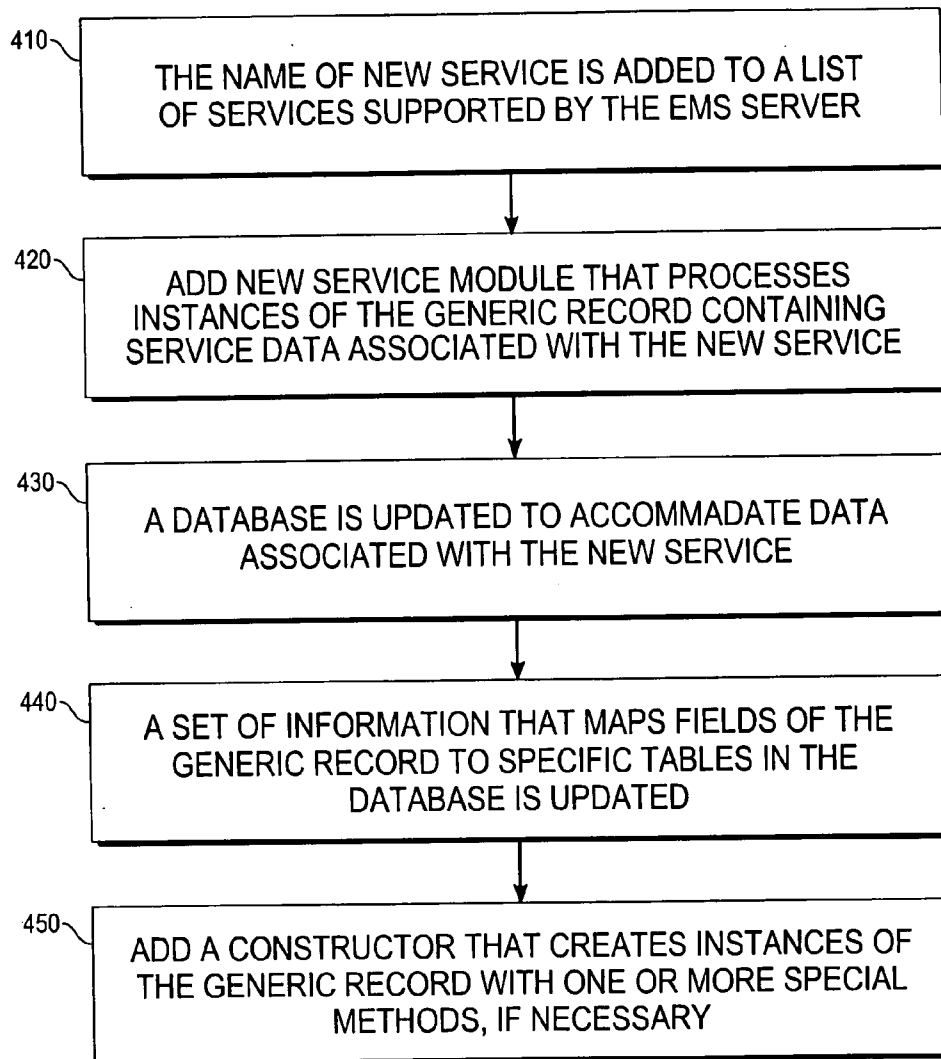 410
THE NAME OF NEW SERVICE IS ADDED TO A LIST
OF SERVICES SUPPORTED BY THE EMS SERVER
420
ADD NEW SERVICE MODULE THAT PROCESSES
INSTANCES OF THE GENERIC RECORD CONTAINING
SERVICE DATA ASSOCIATED WITH THE NEW SERVICE
430
A DATABASE IS UPDATED TO ACCOMMADATE DATA
ASSOCIATED WITH THE NEW SERVICE
440
A SET OF INFORMATION THAT MAPS FIELDS OF THE
GENERIC RECORD TO SPECIFIC TABLES IN THE
DATABASE IS UPDATED
450
ADD A CONSTRUCTOR THAT CREATES INSTANCES OF
THE GENERIC RECORD WITH ONE OR MORE SPECIAL
METHODS, IF NECESSARY